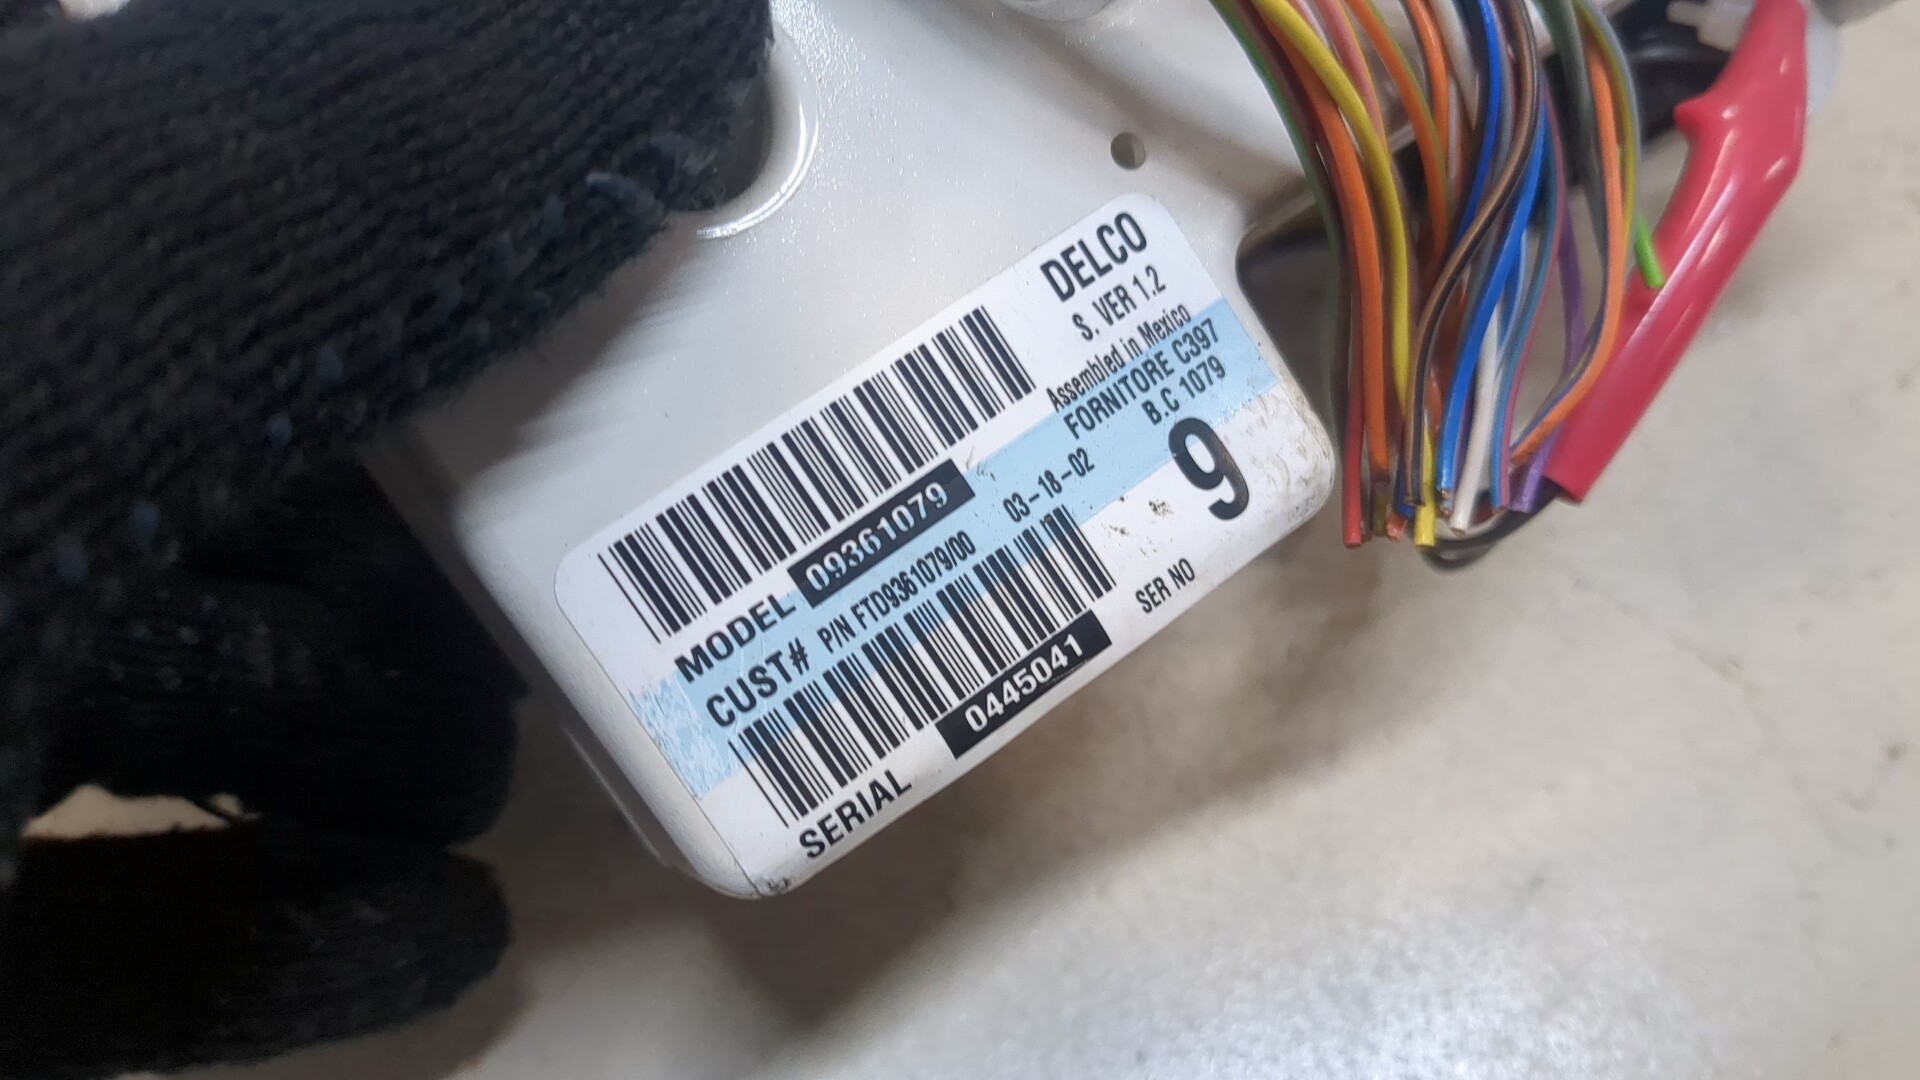 DELCO
S. VER 1.2
Assembled in Mexico
FORNITORE C397
B.C 1079
9
MODEL 09361079
CUST# P/N FTD9361079/00 03-18-02
SER NO
SERIAL 0445041